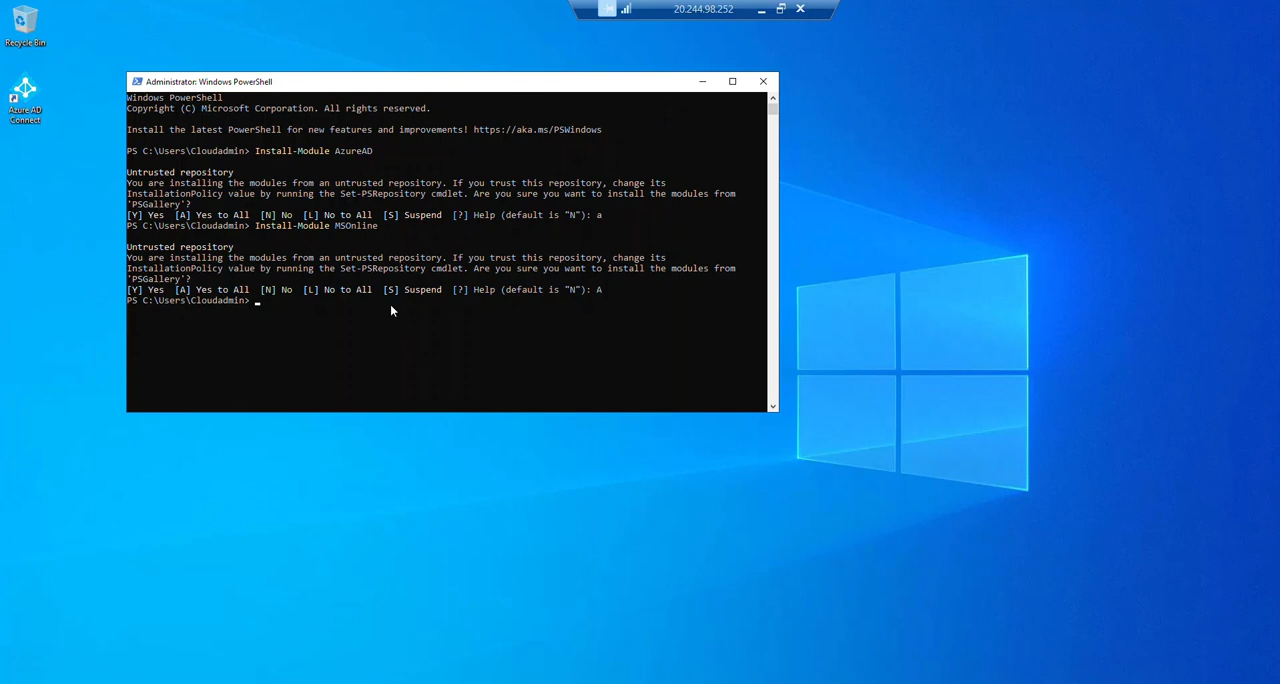 20.244.98.252
Recycle Bin
Azure AD
Connect
Administrator: Windows PowerShell
Windows PowerShell
Copyright (C) Microsoft Corporation. All rights reserved.
Install the latest PowerShell for new features and improvements! https://aka.ms/PSWindows
PS C:\Users\Cloudadmin> Install-Module AzureAD
Untrusted repository
You are installing the modules from an untrusted repository. If you trust this repository, change its
InstallationPolicy value by running the Set-PSRepository cmdlet. Are you sure you want to install the modules from
'PSGallery'?
[Y] Yes  [A] Yes to All  [N] No  [L] No to All  [S] Suspend  [?] Help (default is "N"): a
PS C:\Users\Cloudadmin> Install-Module MSOnline
Untrusted repository
You are installing the modules from an untrusted repository. If you trust this repository, change its
InstallationPolicy value by running the Set-PSRepository cmdlet. Are you sure you want to install the modules from
'PSGallery'?
[Y] Yes  [A] Yes to All  [N] No  [L] No to All  [S] Suspend  [?] Help (default is "N"): A
PS C:\Users\Cloudadmin>